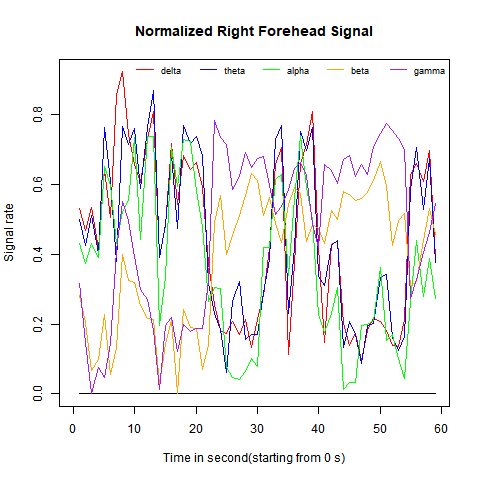 Normalized Right Forehead Signal
delta theta alpha beta gamma
Signal rate
0.8
0.6
0.4
0.2
0.0
0 10 20 30 40 50 60
Time in second(starting from 0 s)